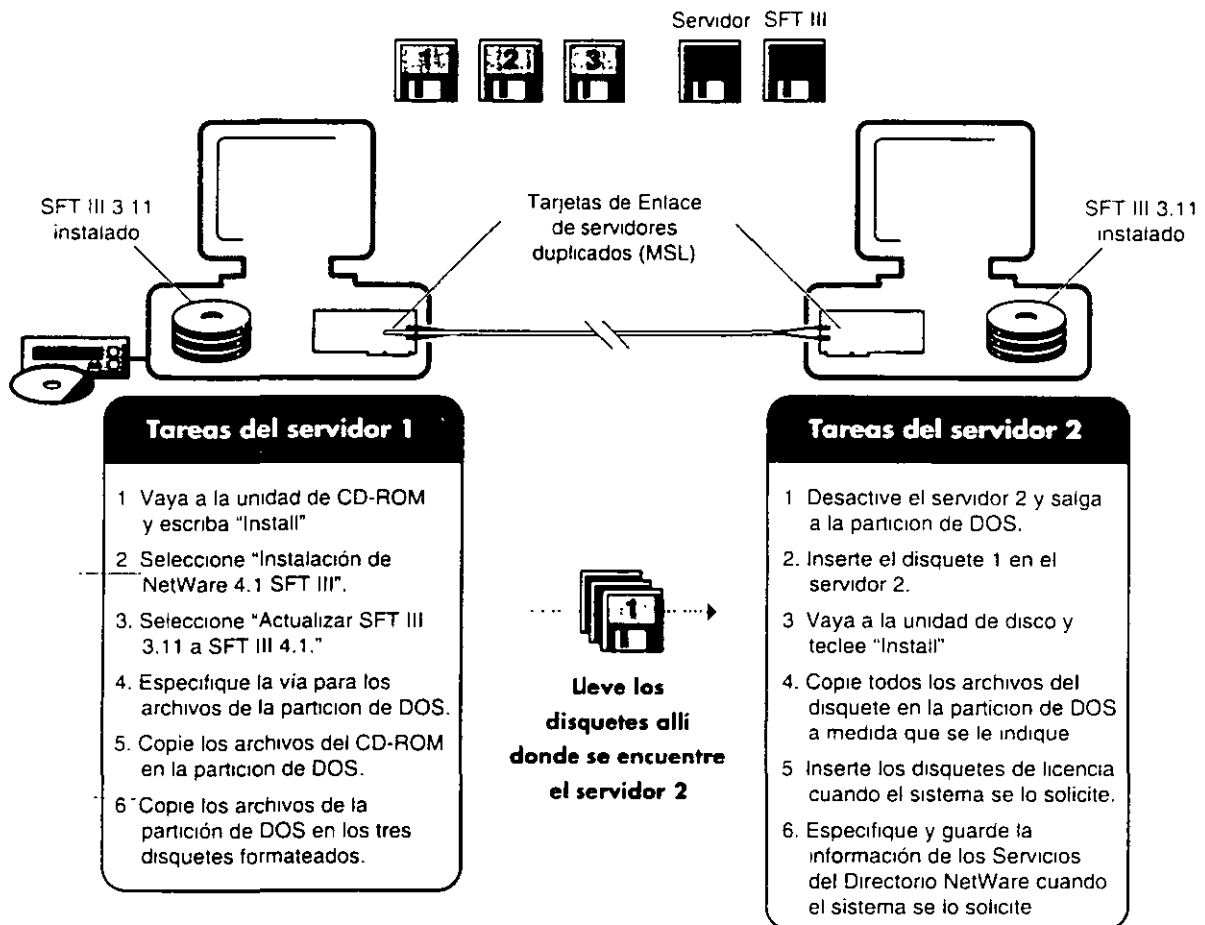 Servidor SFT III
1 2 3
SFT III 3 11
instalado
Tarjetas de Enlace
de servidores
duplicados (MSL)
SFT III 3.11
instalado
Tareas del servidor 1
1 Vaya a la unidad de CD-ROM
y escriba "Install"
2 Seleccione "Instalación de
NetWare 4.1 SFT III".
3. Seleccione "Actualizar SFT III
3.11 a SFT III 4.1."
4. Especifique la vía para los
archivos de la particion de DOS.
5. Copie los archivos del CD-ROM
en la particion de DOS.
6 Copie los archivos de la
partición de DOS en los tres
disquetes formateados.
1
Lleve los
disquetes allí
donde se encuentre
el servidor 2
Tareas del servidor 2
1 Desactive el servidor 2 y salga
a la particion de DOS.
2. Inserte el disquete 1 en el
servidor 2.
3 Vaya a la unidad de disco y
teclee "Install"
4. Copie todos los archivos del
disquete en la particion de DOS
a medida que se le indique
5 Inserte los disquetes de licencia
cuando el sistema se lo solicite.
6. Especifique y guarde la
información de los Servicios
del Directorio NetWare cuando
el sistema se lo solicite